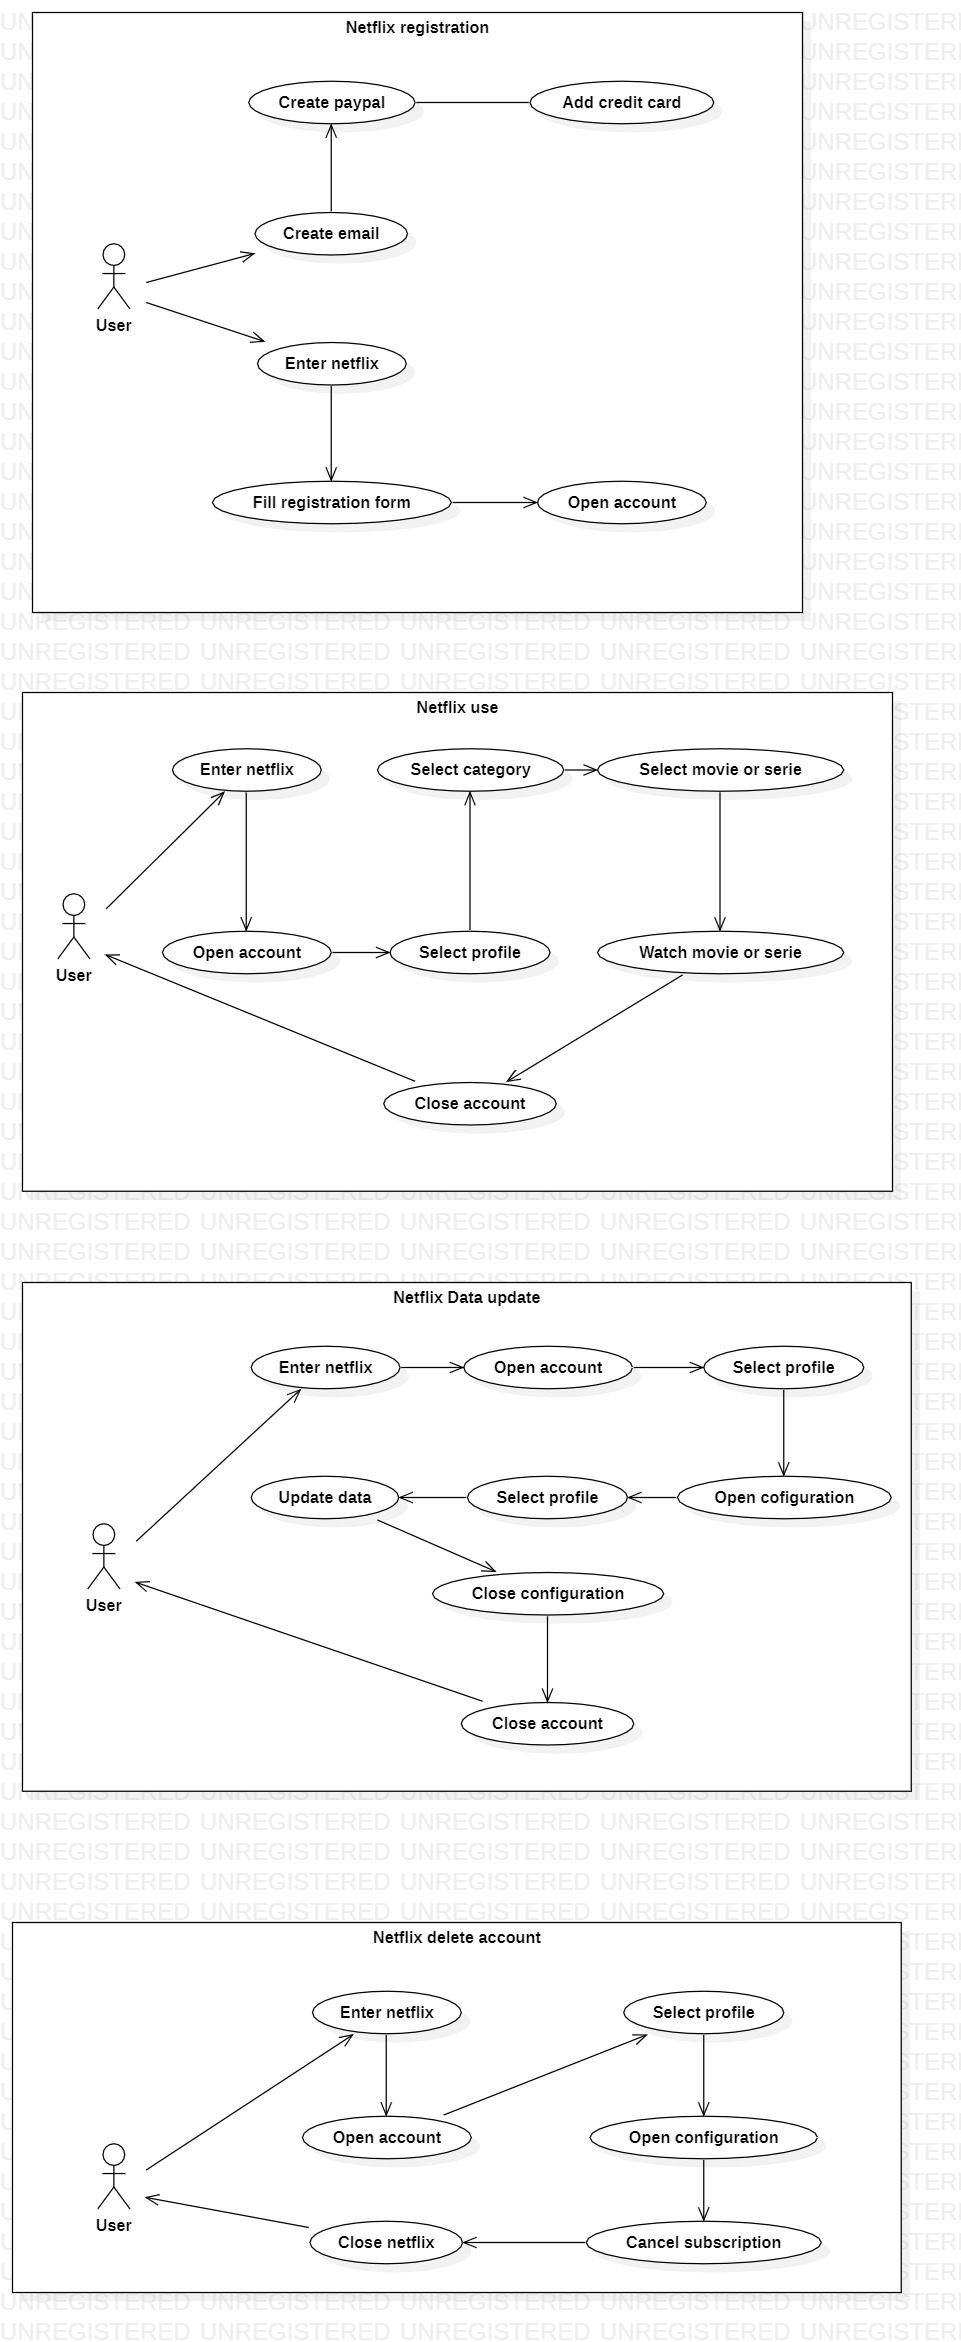 Netflix registration
Create paypal
Add credit card
Create email
User
Enter netflix
Fill registration form
Open account
UNREGISTERED UNREGISTERED UNREGISTERED UNREGISTERED
Netflix use
Enter netflix
Select category
Select movie or serie
Open account
Select profile
Watch movie or serie
User
Close account
UNREGISTERED UNREGISTERED UNREGISTERED UNREGISTERED
Netflix Data update
Enter netflix
Open account
Select profile
Update data
Select profile
Open cofiguration
Close configuration
User
Close account
UNREGISTERED UNREGISTERED UNREGISTERED UNREGISTERED
Netflix delete account
Enter netflix
Select profile
Open account
Open configuration
User
Close netflix
Cancel subscription
UNREGISTERED UNREGISTERED UNREGISTERED UNREGISTERED